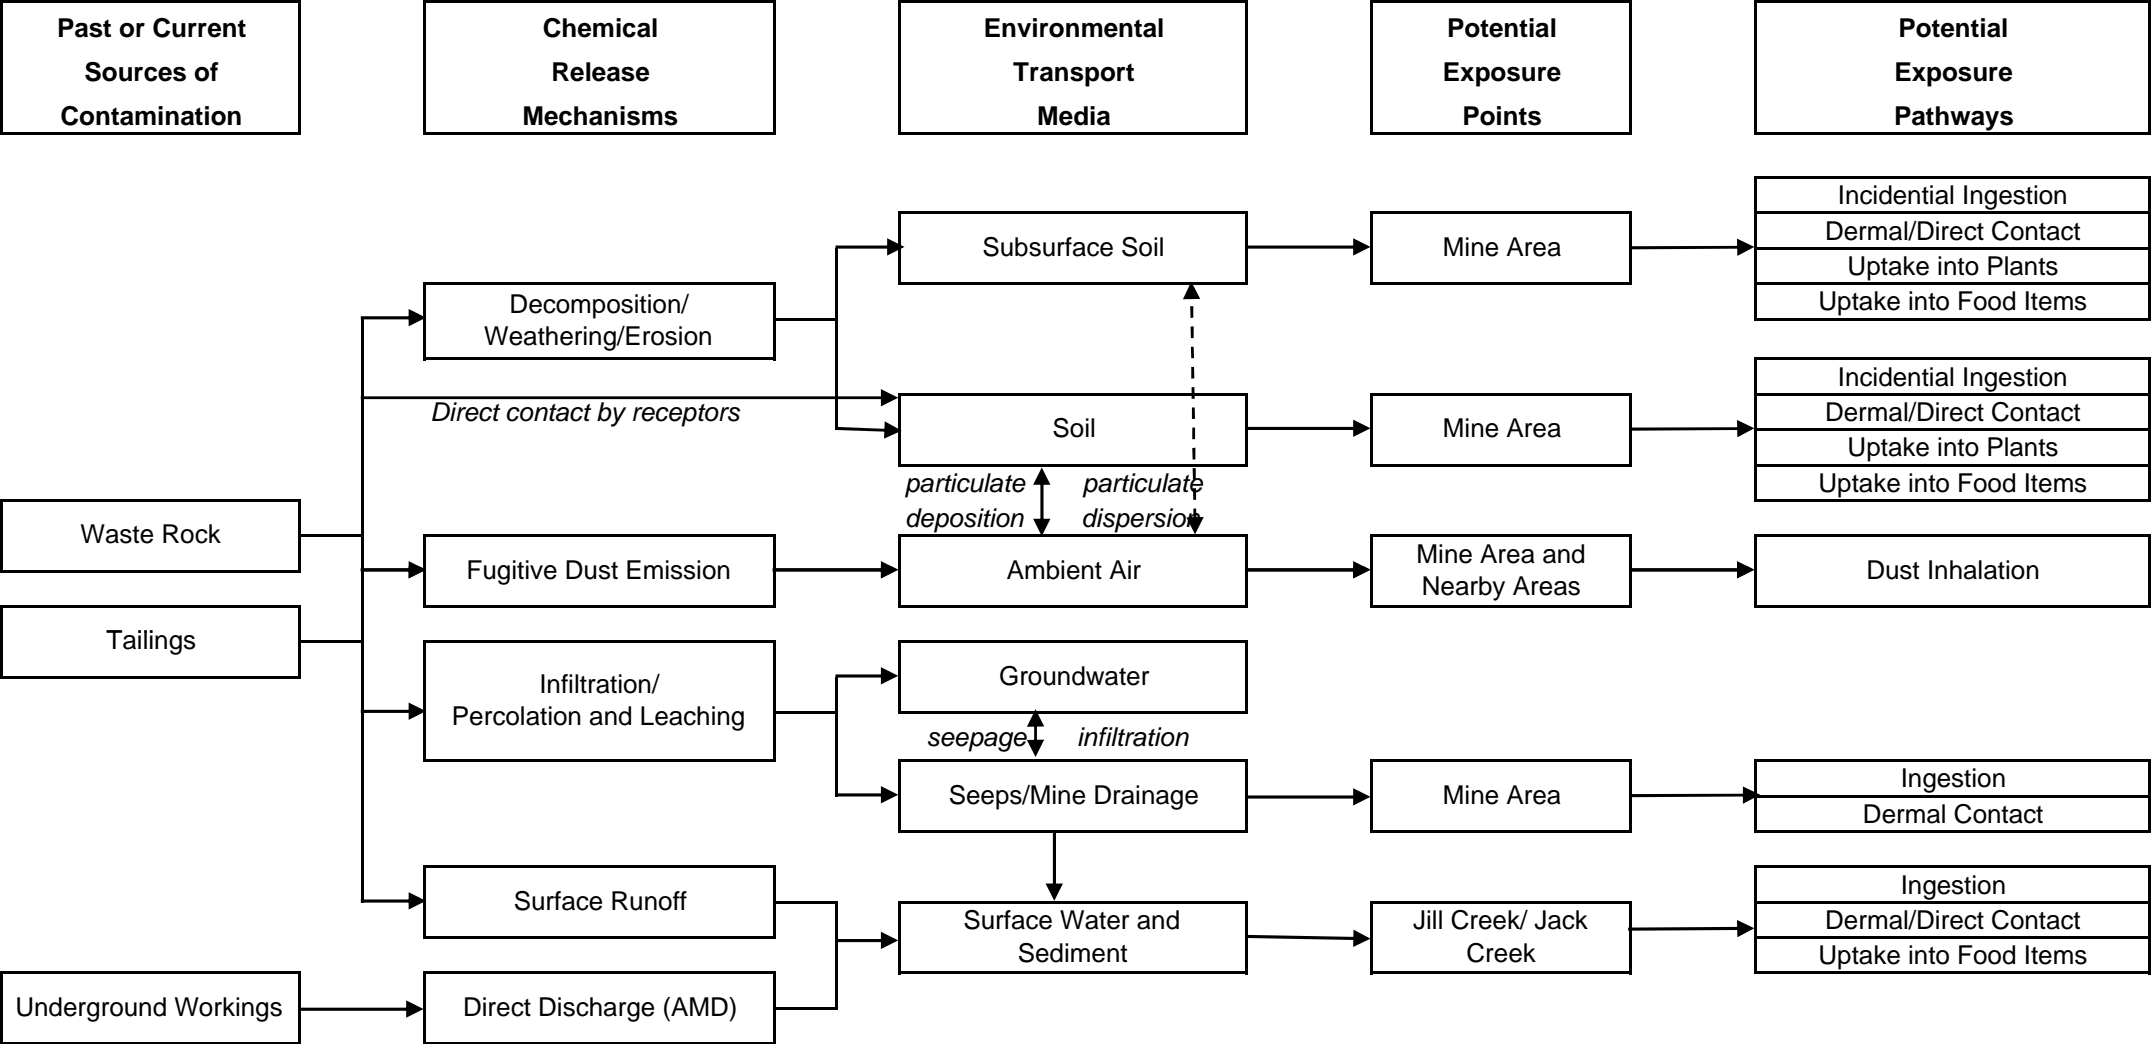 Past or Current
Sources of
Contamination
Chemical
Release
Mechanisms
Environmental
Transport
Media
Potential
Exposure
Points
Potential
Exposure
Pathways
Subsurface Soil
Mine Area
Incidential Ingestion
Dermal/Direct Contact
Uptake into Plants
Uptake into Food Items
Decomposition/
Weathering/Erosion
Direct contact by receptors
Soil
Mine Area
Incidential Ingestion
Dermal/Direct Contact
Uptake into Plants
Uptake into Food Items
particulate
deposition
particulate
dispersion
Waste Rock
Fugitive Dust Emission
Ambient Air
Mine Area and
Nearby Areas
Dust Inhalation
Tailings
Infiltration/
Percolation and Leaching
Groundwater
seepage
infiltration
Seeps/Mine Drainage
Mine Area
Ingestion
Dermal Contact
Surface Runoff
Surface Water and
Sediment
Jill Creek/ Jack
Creek
Ingestion
Dermal/Direct Contact
Uptake into Food Items
Underground Workings
Direct Discharge (AMD)